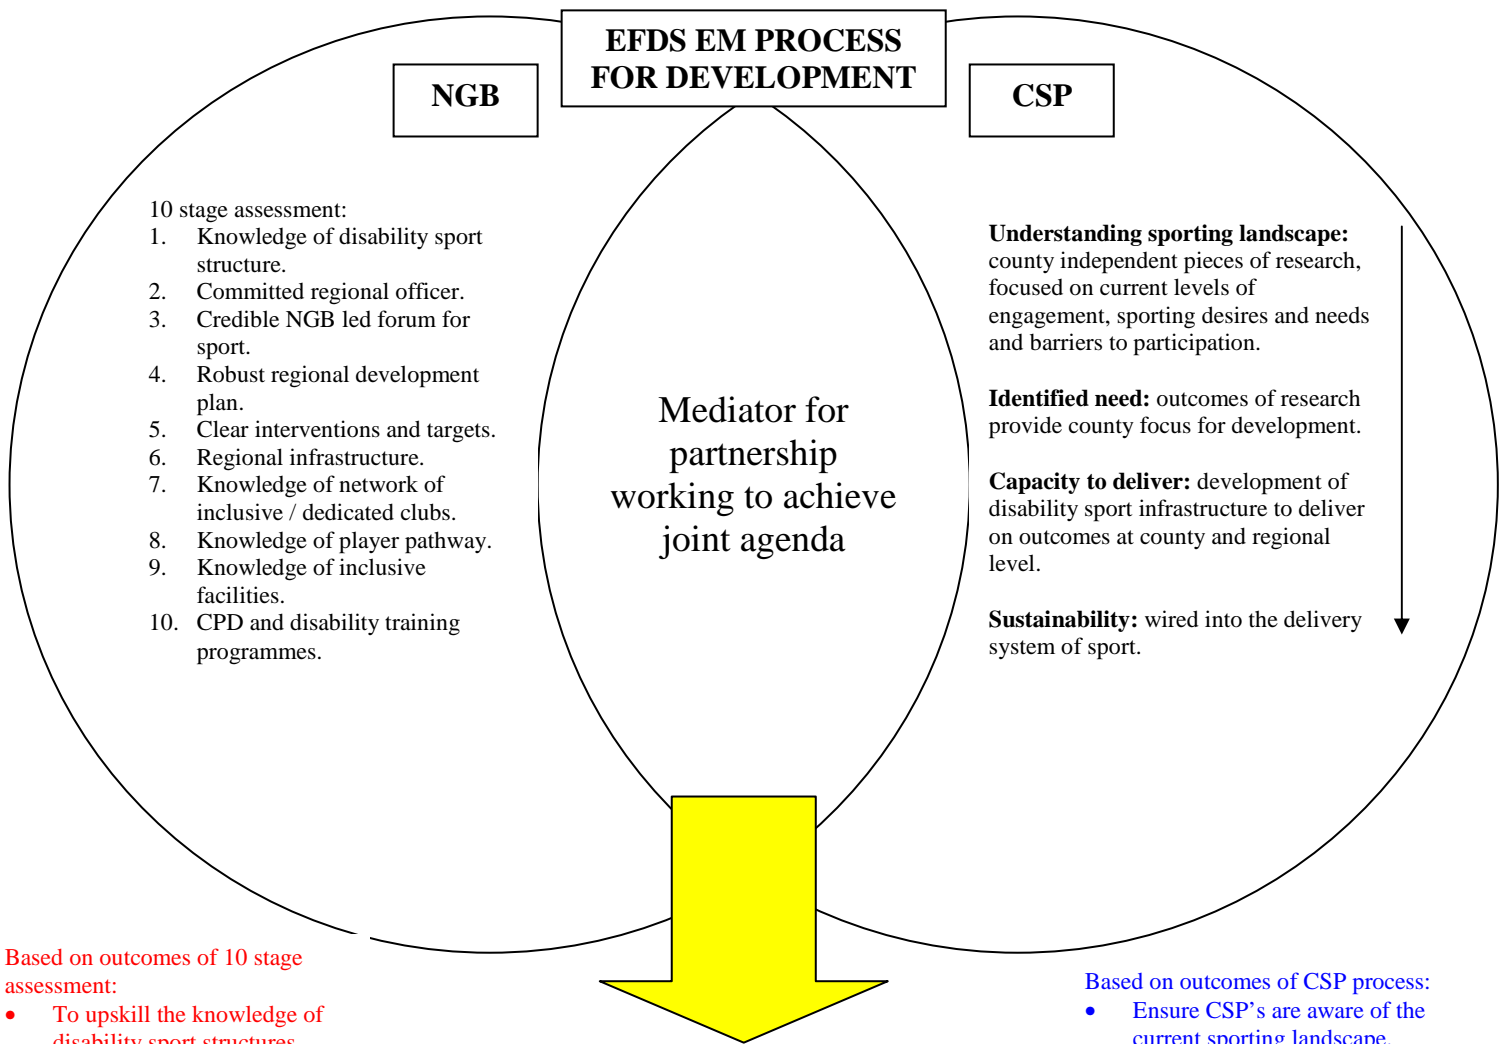 EFDS EM PROCESS
FOR DEVELOPMENT
NGB
CSP
10 stage assessment:
1. Knowledge of disability sport
structure.
2. Committed regional officer.
3. Credible NGB led forum for
sport.
4. Robust regional development
plan.
5. Clear interventions and targets.
6. Regional infrastructure.
7. Knowledge of network of
inclusive / dedicated clubs.
8. Knowledge of player pathway.
9. Knowledge of inclusive
facilities.
10. CPD and disability training
programmes.
Mediator for
partnership
working to achieve
joint agenda
Understanding sporting landscape:
county independent pieces of research,
focused on current levels of
engagement, sporting desires and needs
and barriers to participation.
Identified need: outcomes of research
provide county focus for development.
Capacity to deliver: development of
disability sport infrastructure to deliver
on outcomes at county and regional
level.
Sustainability: wired into the delivery
system of sport.
Based on outcomes of 10 stage
assessment:
• To upskill the knowledge of
disability sport structures
Based on outcomes of CSP process:
• Ensure CSP's are aware of the
current sporting landscape.